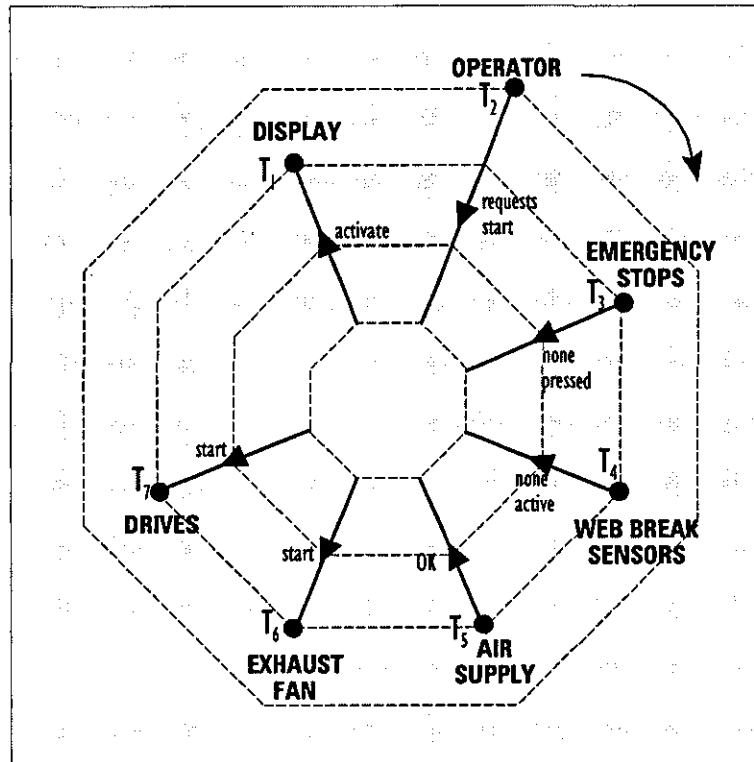 OPERATOR
T2
DISPLAY
T1
requests
start
activate
EMERGENCY
STOPS
T3
none
pressed
start
T7
DRIVES
none
active
T4
WEB BREAK
SENSORS
start
OK
T6
EXHAUST
FAN
T5
AIR
SUPPLY